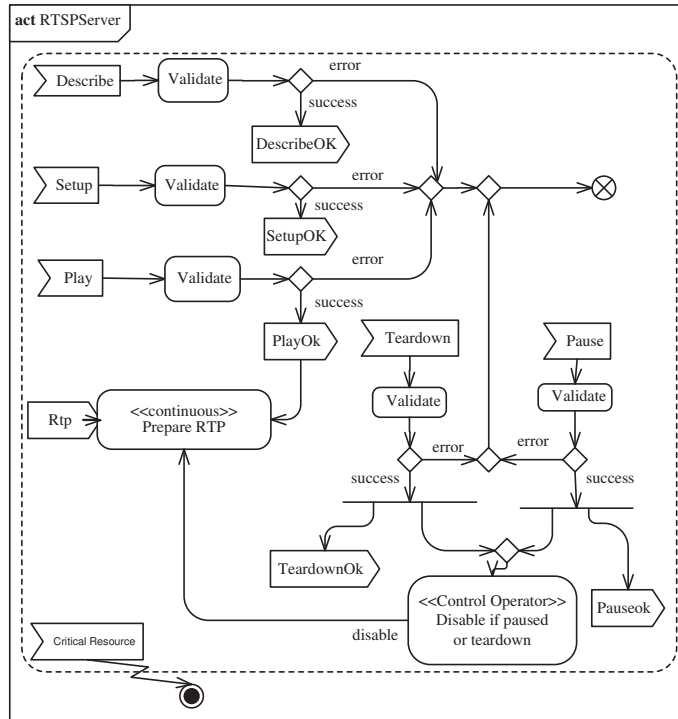 act RTSPServer
Describe
Validate
error
success
DescribeOK
Setup
Validate
error
success
SetupOK
Play
Validate
error
success
PlayOk
Teardown
Pause
Validate
Validate
Rtp
<<continuous>>
Prepare RTP
error
error
success
success
TeardownOk
<<Control Operator>>
Disable if paused
or teardown
Pauseok
disable
Critical Resource